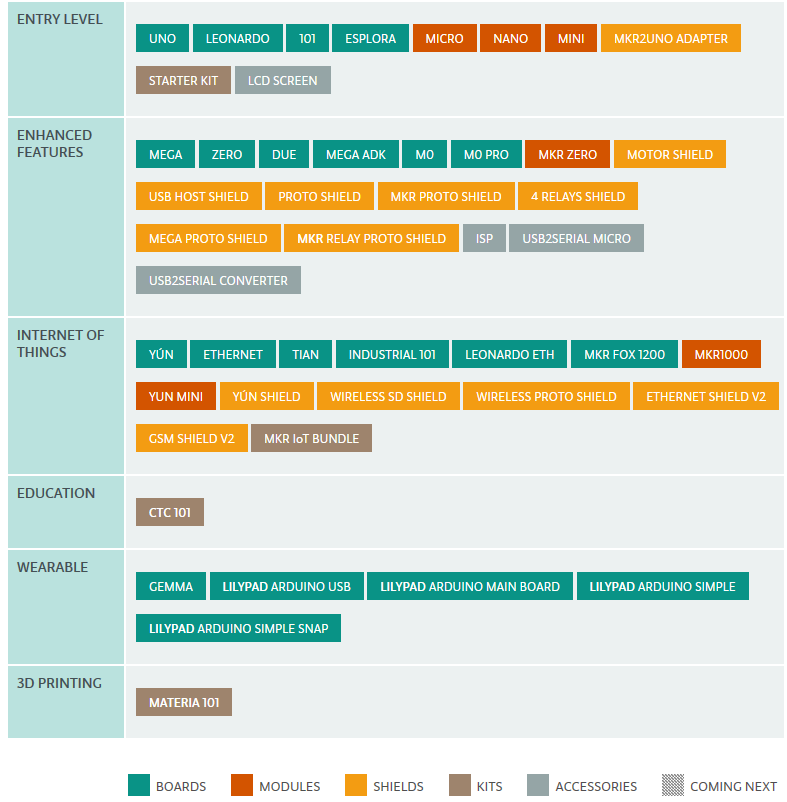 ENTRY LEVEL
UNO LEONARDO 101 ESPLORA MICRO NANO MINI MKR2UNO ADAPTER
STARTER KIT LCD SCREEN
ENHANCED
FEATURES
MEGA ZERO DUE MEGA ADK M0 M0 PRO MKR ZERO MOTOR SHIELD
USB HOST SHIELD PROTO SHIELD MKR PROTO SHIELD 4 RELAYS SHIELD
MEGA PROTO SHIELD MKR RELAY PROTO SHIELD ISP USB2SERIAL MICRO
USB2SERIAL CONVERTER
INTERNET OF
THINGS
YÚN ETHERNET TIAN INDUSTRIAL 101 LEONARDO ETH MKR FOX 1200 MKR1000
YUN MINI YÚN SHIELD WIRELESS SD SHIELD WIRELESS PROTO SHIELD ETHERNET SHIELD V2
GSM SHIELD V2 MKR IoT BUNDLE
EDUCATION
CTC 101
WEARABLE
GEMMA LILYPAD ARDUINO USB LILYPAD ARDUINO MAIN BOARD LILYPAD ARDUINO SIMPLE
LILYPAD ARDUINO SIMPLE SNAP
3D PRINTING
MATERIA 101
BOARDS MODULES SHIELDS KITS ACCESSORIES COMING NEXT